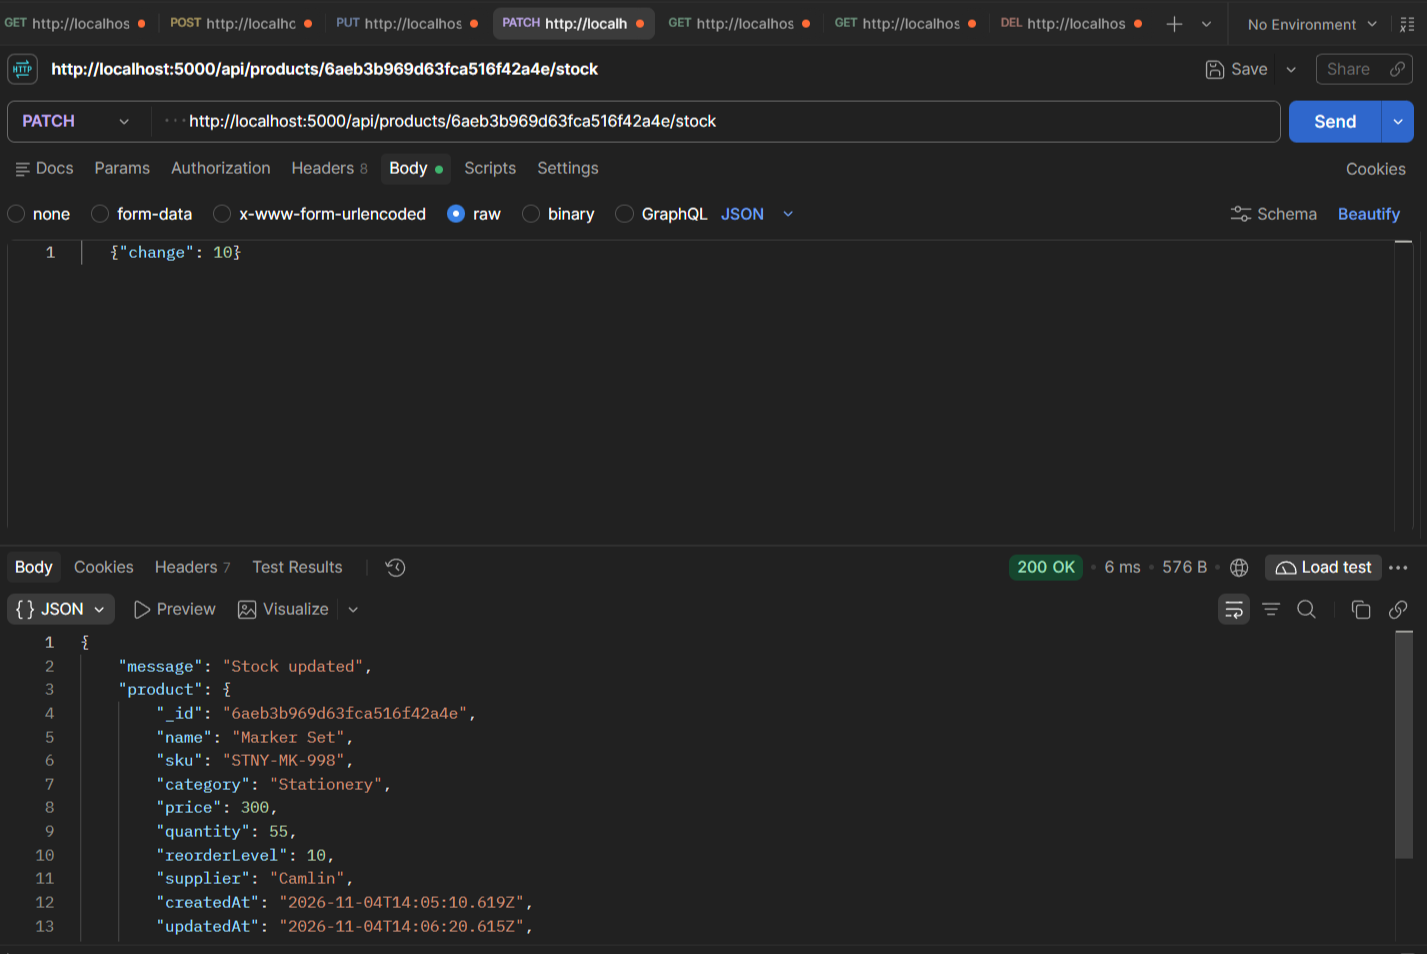 GET http://localhos POST http://localhc PUT http://localhos PATCH http://localh GET http://localhos GET http://localhos DEL http://localhos No Environment
HTTP http://localhost:5000/api/products/6aeb3b969d63fca516f42a4e/stock Save Share
PATCH http://localhost:5000/api/products/6aeb3b969d63fca516f42a4e/stock Send
Docs Params Authorization Headers 8 Body Scripts Settings Cookies
none form-data x-www-form-urlencoded raw binary GraphQL JSON Schema Beautify
1 {"change": 10}
Body Cookies Headers 7 Test Results 200 OK • 6 ms • 576 B • Load test
{} JSON Preview Visualize
1 {
2 "message": "Stock updated",
3 "product": {
4 "_id": "6aeb3b969d63fca516f42a4e",
5 "name": "Marker Set",
6 "sku": "STNY-MK-998",
7 "category": "Stationery",
8 "price": 300,
9 "quantity": 55,
10 "reorderLevel": 10,
11 "supplier": "Camlin",
12 "createdAt": "2026-11-04T14:05:10.619Z",
13 "updatedAt": "2026-11-04T14:06:20.615Z",